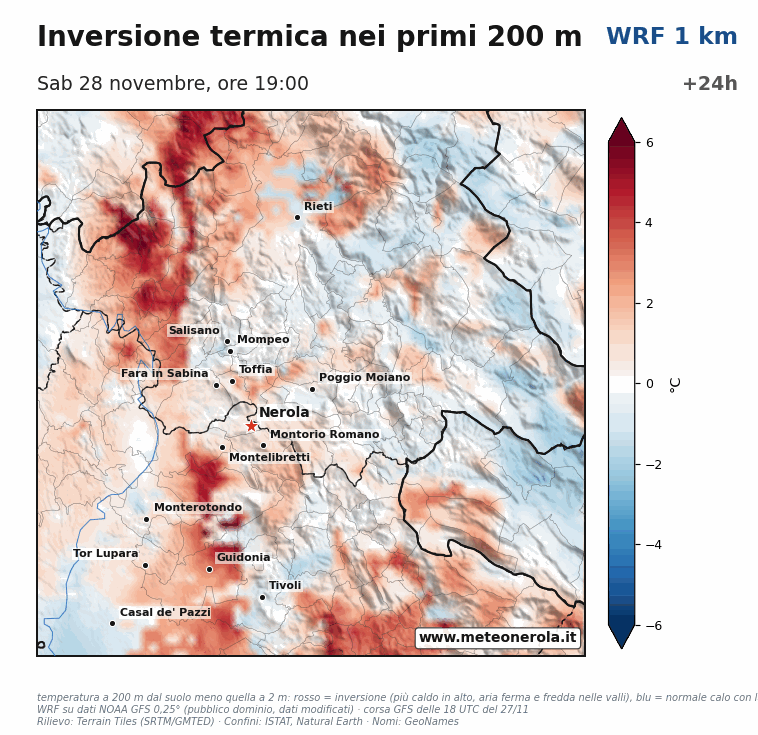 Inversione termica nei primi 200 m WRF 1 km
Sab 28 novembre, ore 19:00 +24h
Rieti
Salisano
Mompeo
Fara in Sabina
Toffia
Poggio Moiano
Nerola
Montorio Romano
Montelibretti
Monterotondo
Tor Lupara
Guidonia
Tivoli
Casal de' Pazzi
www.meteonerola.it
6
4
2
0
−2
−4
−6
°C
temperatura a 200 m dal suolo meno quella a 2 m: rosso = inversione (più caldo in alto, aria ferma e fredda nelle valli), blu = normale calo con l
WRF su dati NOAA GFS 0,25° (pubblico dominio, dati modificati) · corsa GFS delle 18 UTC del 27/11
Rilievo: Terrain Tiles (SRTM/GMTED) · Confini: ISTAT, Natural Earth · Nomi: GeoNames